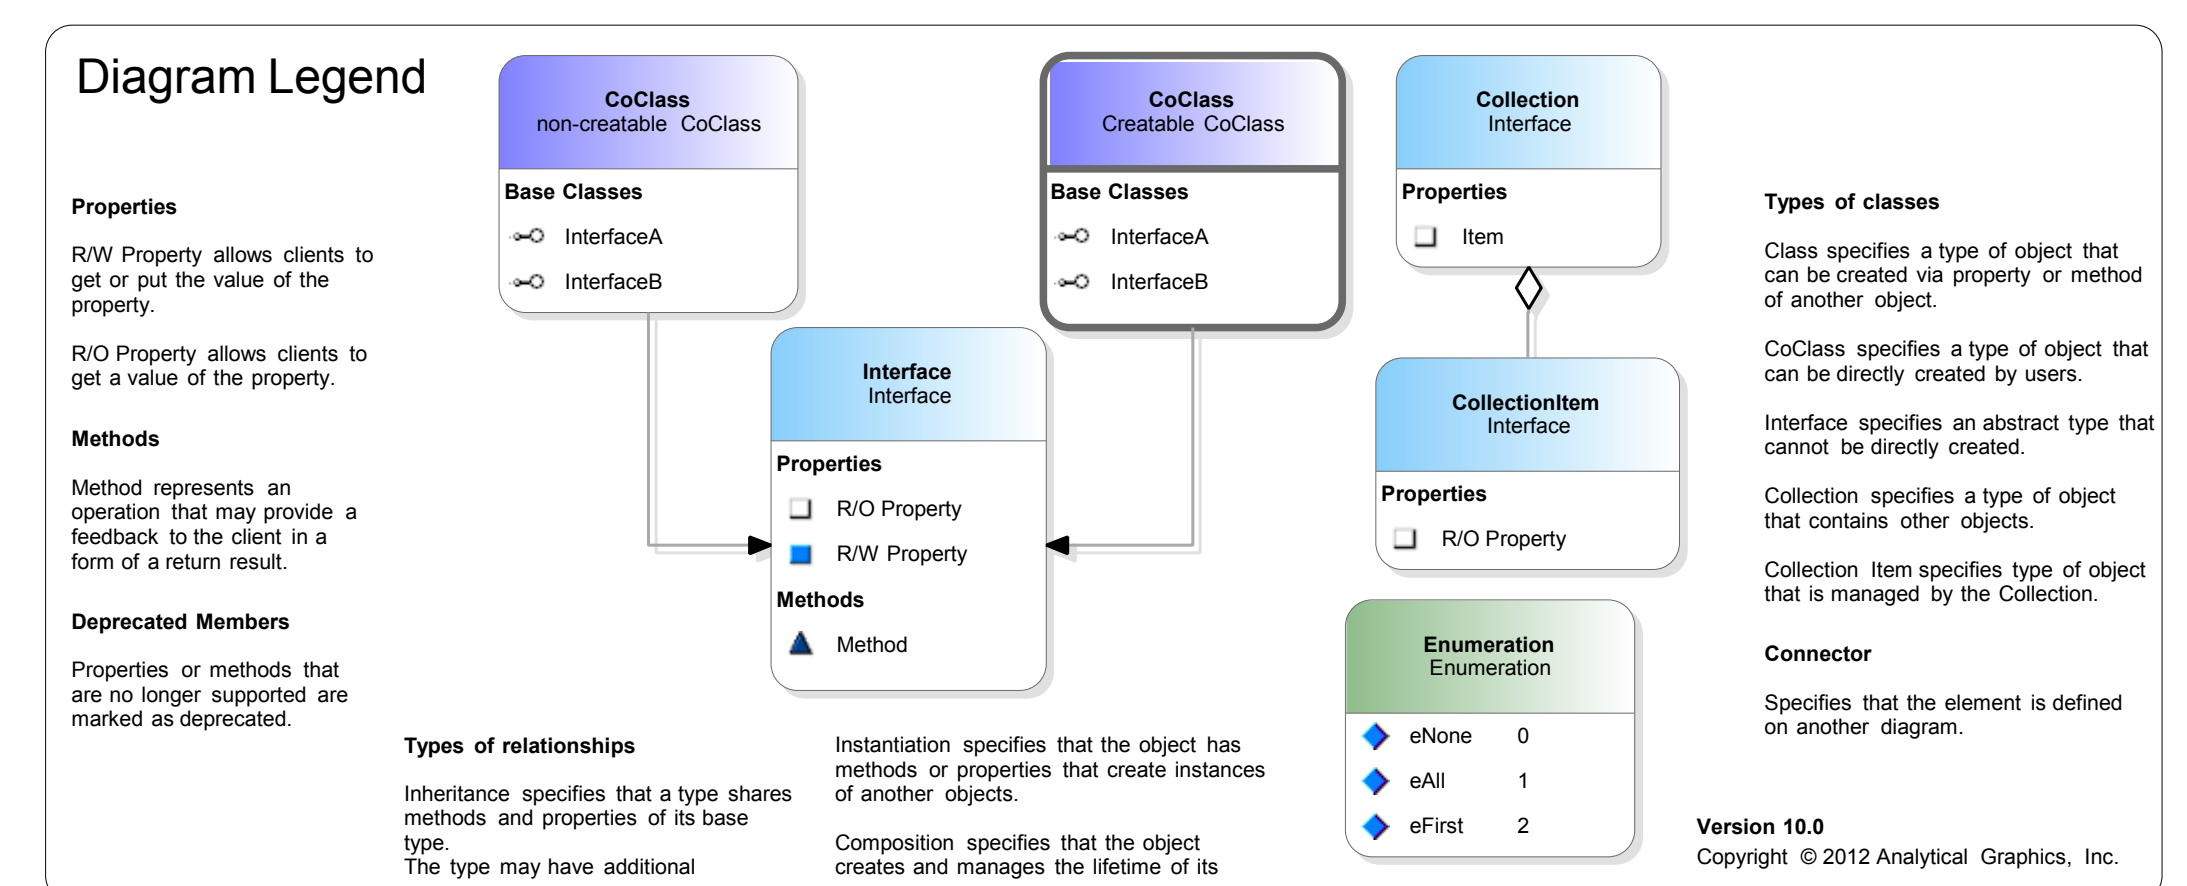 Diagram Legend
Properties
R/W Property allows clients to
get or put the value of the
property.
R/O Property allows clients to
get a value of the property.
Methods
Method represents an
operation that may provide a
feedback to the client in a
form of a return result.
Deprecated Members
Properties or methods that
are no longer supported are
marked as deprecated.
CoClass
non-creatable CoClass
Base Classes
InterfaceA
InterfaceB
Interface
Interface
Properties
R/O Property
R/W Property
Methods
Method
CoClass
Creatable CoClass
Base Classes
InterfaceA
InterfaceB
Collection
Interface
Properties
Item
CollectionItem
Interface
Properties
R/O Property
Enumeration
Enumeration
eNone 0
eAll 1
eFirst 2
Types of relationships
Inheritance specifies that a type shares
methods and properties of its base
type.
The type may have additional
Instantiation specifies that the object has
methods or properties that create instances
of another objects.
Composition specifies that the object
creates and manages the lifetime of its
Types of classes
Class specifies a type of object that
can be created via property or method
of another object.
CoClass specifies a type of object that
can be directly created by users.
Interface specifies an abstract type that
cannot be directly created.
Collection specifies a type of object
that contains other objects.
Collection Item specifies type of object
that is managed by the Collection.
Connector
Specifies that the element is defined
on another diagram.
Version 10.0
Copyright © 2012 Analytical Graphics, Inc.